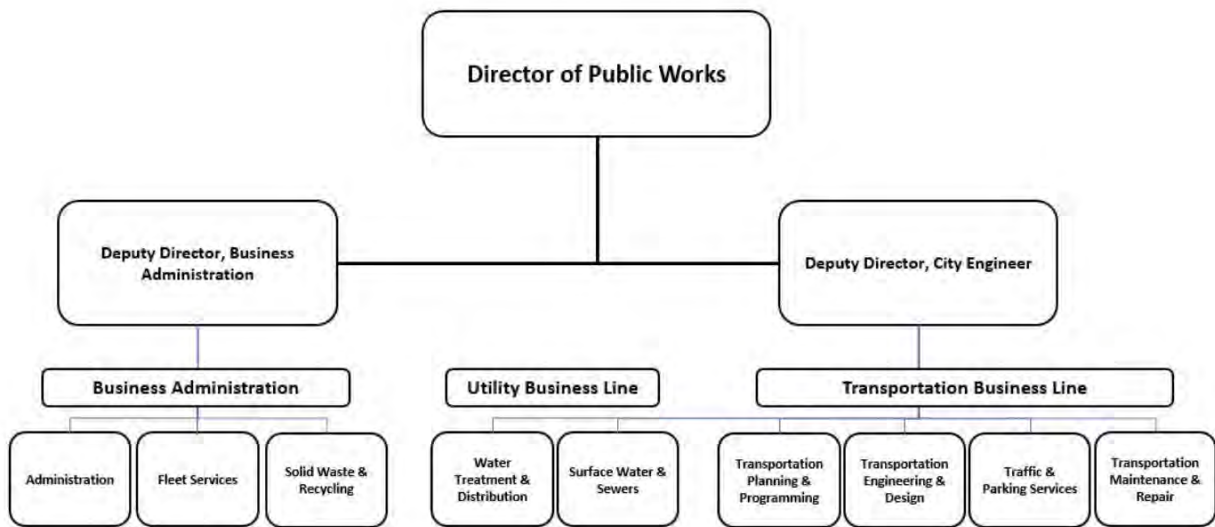 Director of Public Works
Deputy Director, Business
Administration
Deputy Director, City Engineer
Business Administration
Utility Business Line
Transportation Business Line
Administration
Fleet Services
Solid Waste &
Recycling
Water
Treatment &
Distribution
Surface Water &
Sewers
Transportation
Planning &
Programming
Transportation
Engineering &
Design
Traffic &
Parking Services
Transportation
Maintenance &
Repair